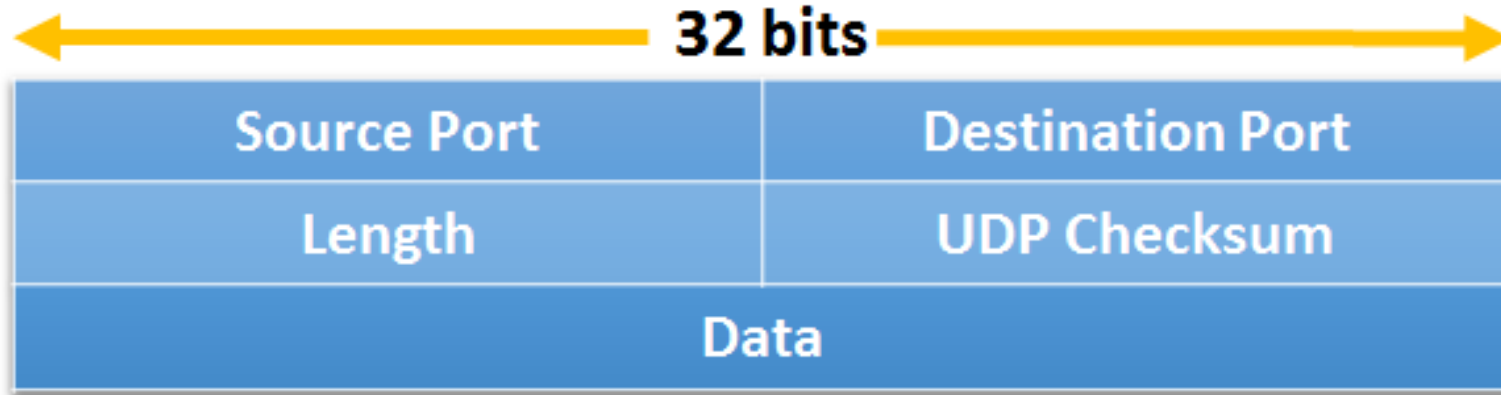 32 bits
Source Port Destination Port
Length UDP Checksum
Data